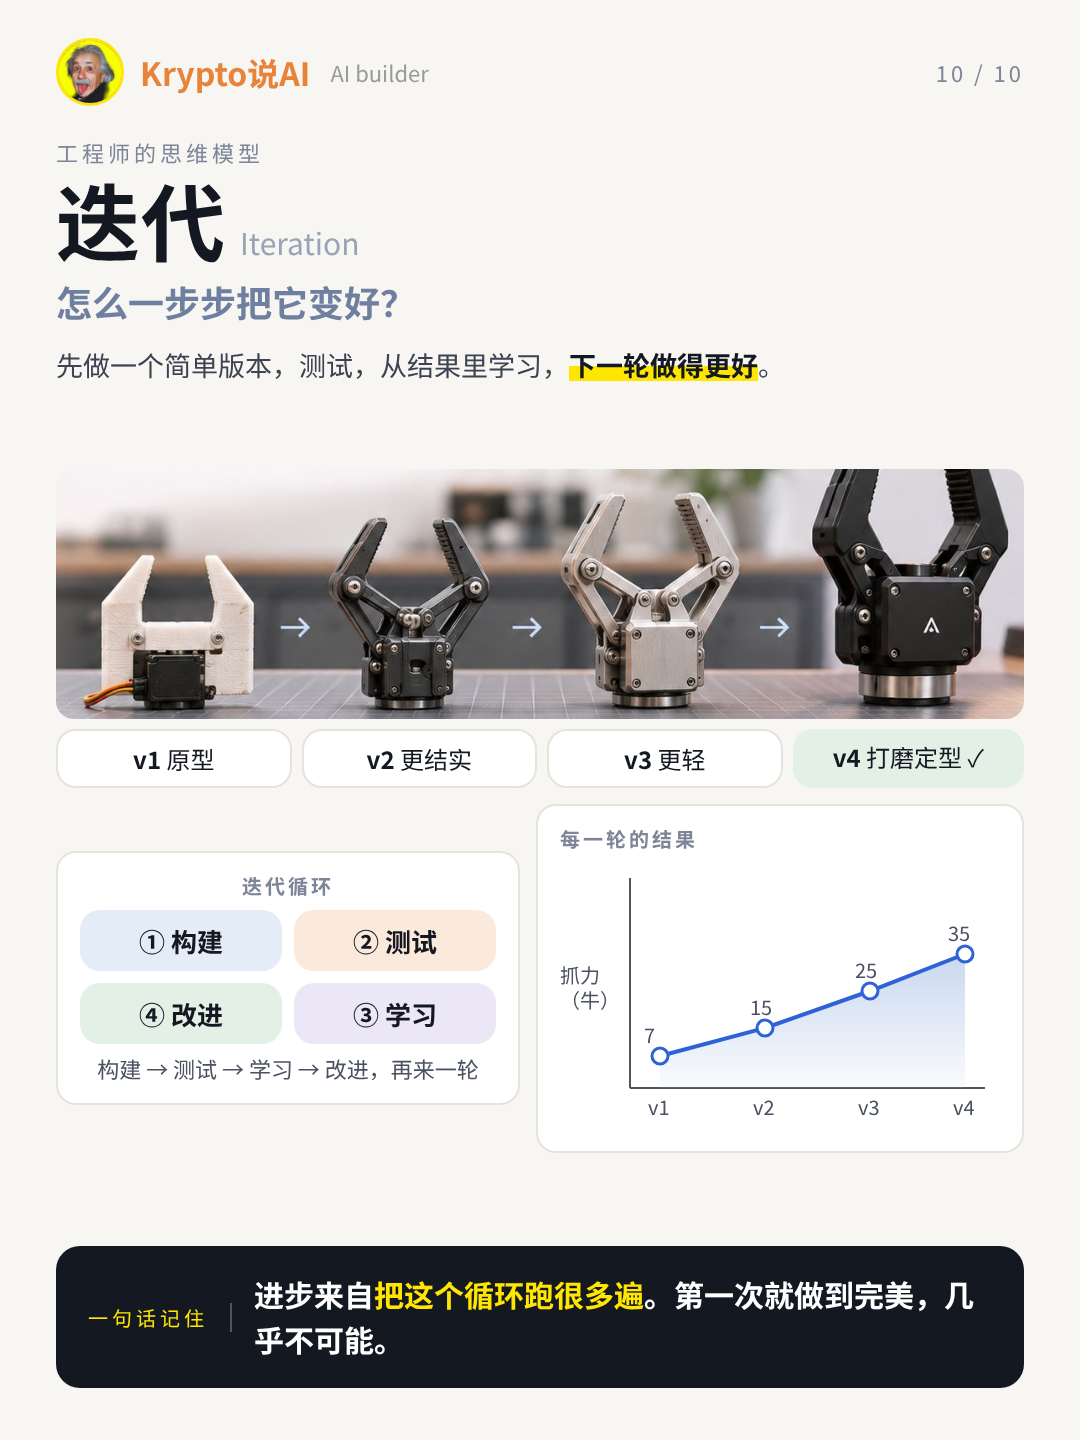 Krypto说AI AI builder 10 / 10
工程师的思维模型
迭代 Iteration
怎么一步步把它变好?
先做一个简单版本，测试，从结果里学习，下一轮做得更好。
→ → →
v1 原型 v2 更结实 v3 更轻 v4 打磨定型 ✓
迭代循环
① 构建 ② 测试
④ 改进 ③ 学习
构建 → 测试 → 学习 → 改进，再来一轮
每一轮的结果
抓力
（牛）
7 15 25 35
v1 v2 v3 v4
一句话记住
进步来自把这个循环跑很多遍。第一次就做到完美，几
乎不可能。